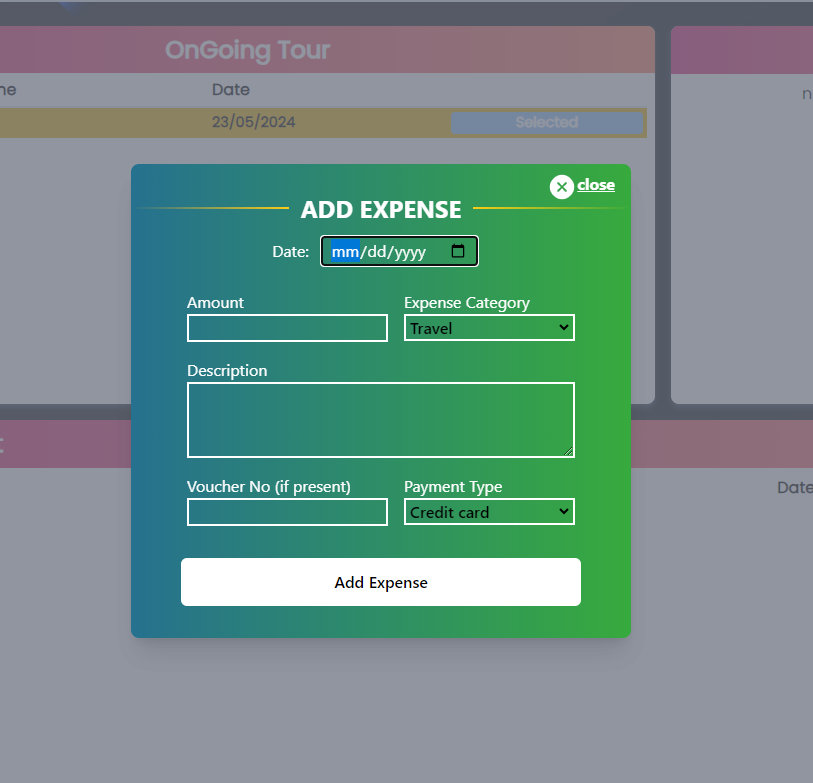 OnGoing Tour
Date
23/05/2024 Selected
close
ADD EXPENSE
Date: mm/dd/yyyy
Amount Expense Category
Travel
Description
Voucher No (if present) Payment Type
Credit card
Add Expense
Date